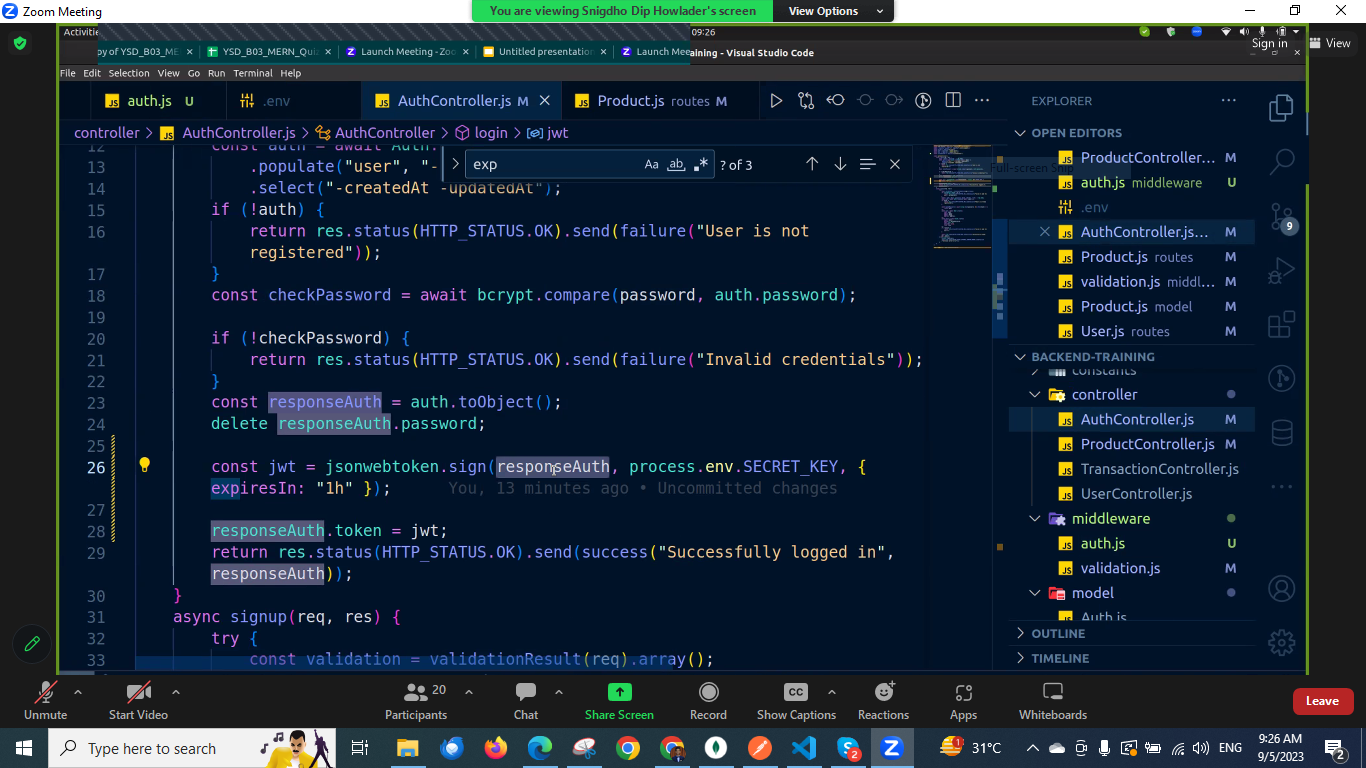 Zoom Meeting
You are viewing Snigdho Dip Howlader's screen
View Options
Activitie
09:26
Sign in
View
py of YSD_B03_ME
YSD_B03_MERN_Quiz
Launch Meeting - Zoo
Untitled presentation
Launch Mee
aining - Visual Studio Code
File Edit Selection View Go Run Terminal Help
auth.js U
.env
AuthController.js M
Product.js routes M
EXPLORER
controller > AuthController.js > AuthController > login > jwt
OPEN EDITORS
exp
Aa ab .*
? of 3
12 const auth = await Auth.
13 .populate("user", "-
14 .select("-createdAt -updatedAt");
15 if (!auth) {
16 return res.status(HTTP_STATUS.OK).send(failure("User is not
registered"));
17 }
18 const checkPassword = await bcrypt.compare(password, auth.password);
19
20 if (!checkPassword) {
21 return res.status(HTTP_STATUS.OK).send(failure("Invalid credentials"));
22 }
23 const responseAuth = auth.toObject();
24 delete responseAuth.password;
25
26 const jwt = jsonwebtoken.sign(responseAuth, process.env.SECRET_KEY, {
expiresIn: "1h" }); You, 13 minutes ago • Uncommitted changes
27
28 responseAuth.token = jwt;
29 return res.status(HTTP_STATUS.OK).send(success("Successfully logged in",
responseAuth));
30 }
31 async signup(req, res) {
32 try {
33 const validation = validationResult(req).array();
ProductController... M
auth.js middleware U
.env
AuthController.js... M
Product.js routes M
validation.js middl... M
Product.js model M
User.js routes M
BACKEND-TRAINING
constants
controller
AuthController.js M
ProductController.js M
TransactionController.js
UserController.js
middleware
auth.js U
validation.js M
model
Auth.js
OUTLINE
TIMELINE
9
Unmute
Start Video
Participants
20
Chat
Share Screen
Record
CC
Show Captions
Reactions
Apps
Whiteboards
Leave
Type here to search
2
1
31°C
ENG
9:26 AM
9/5/2023
2